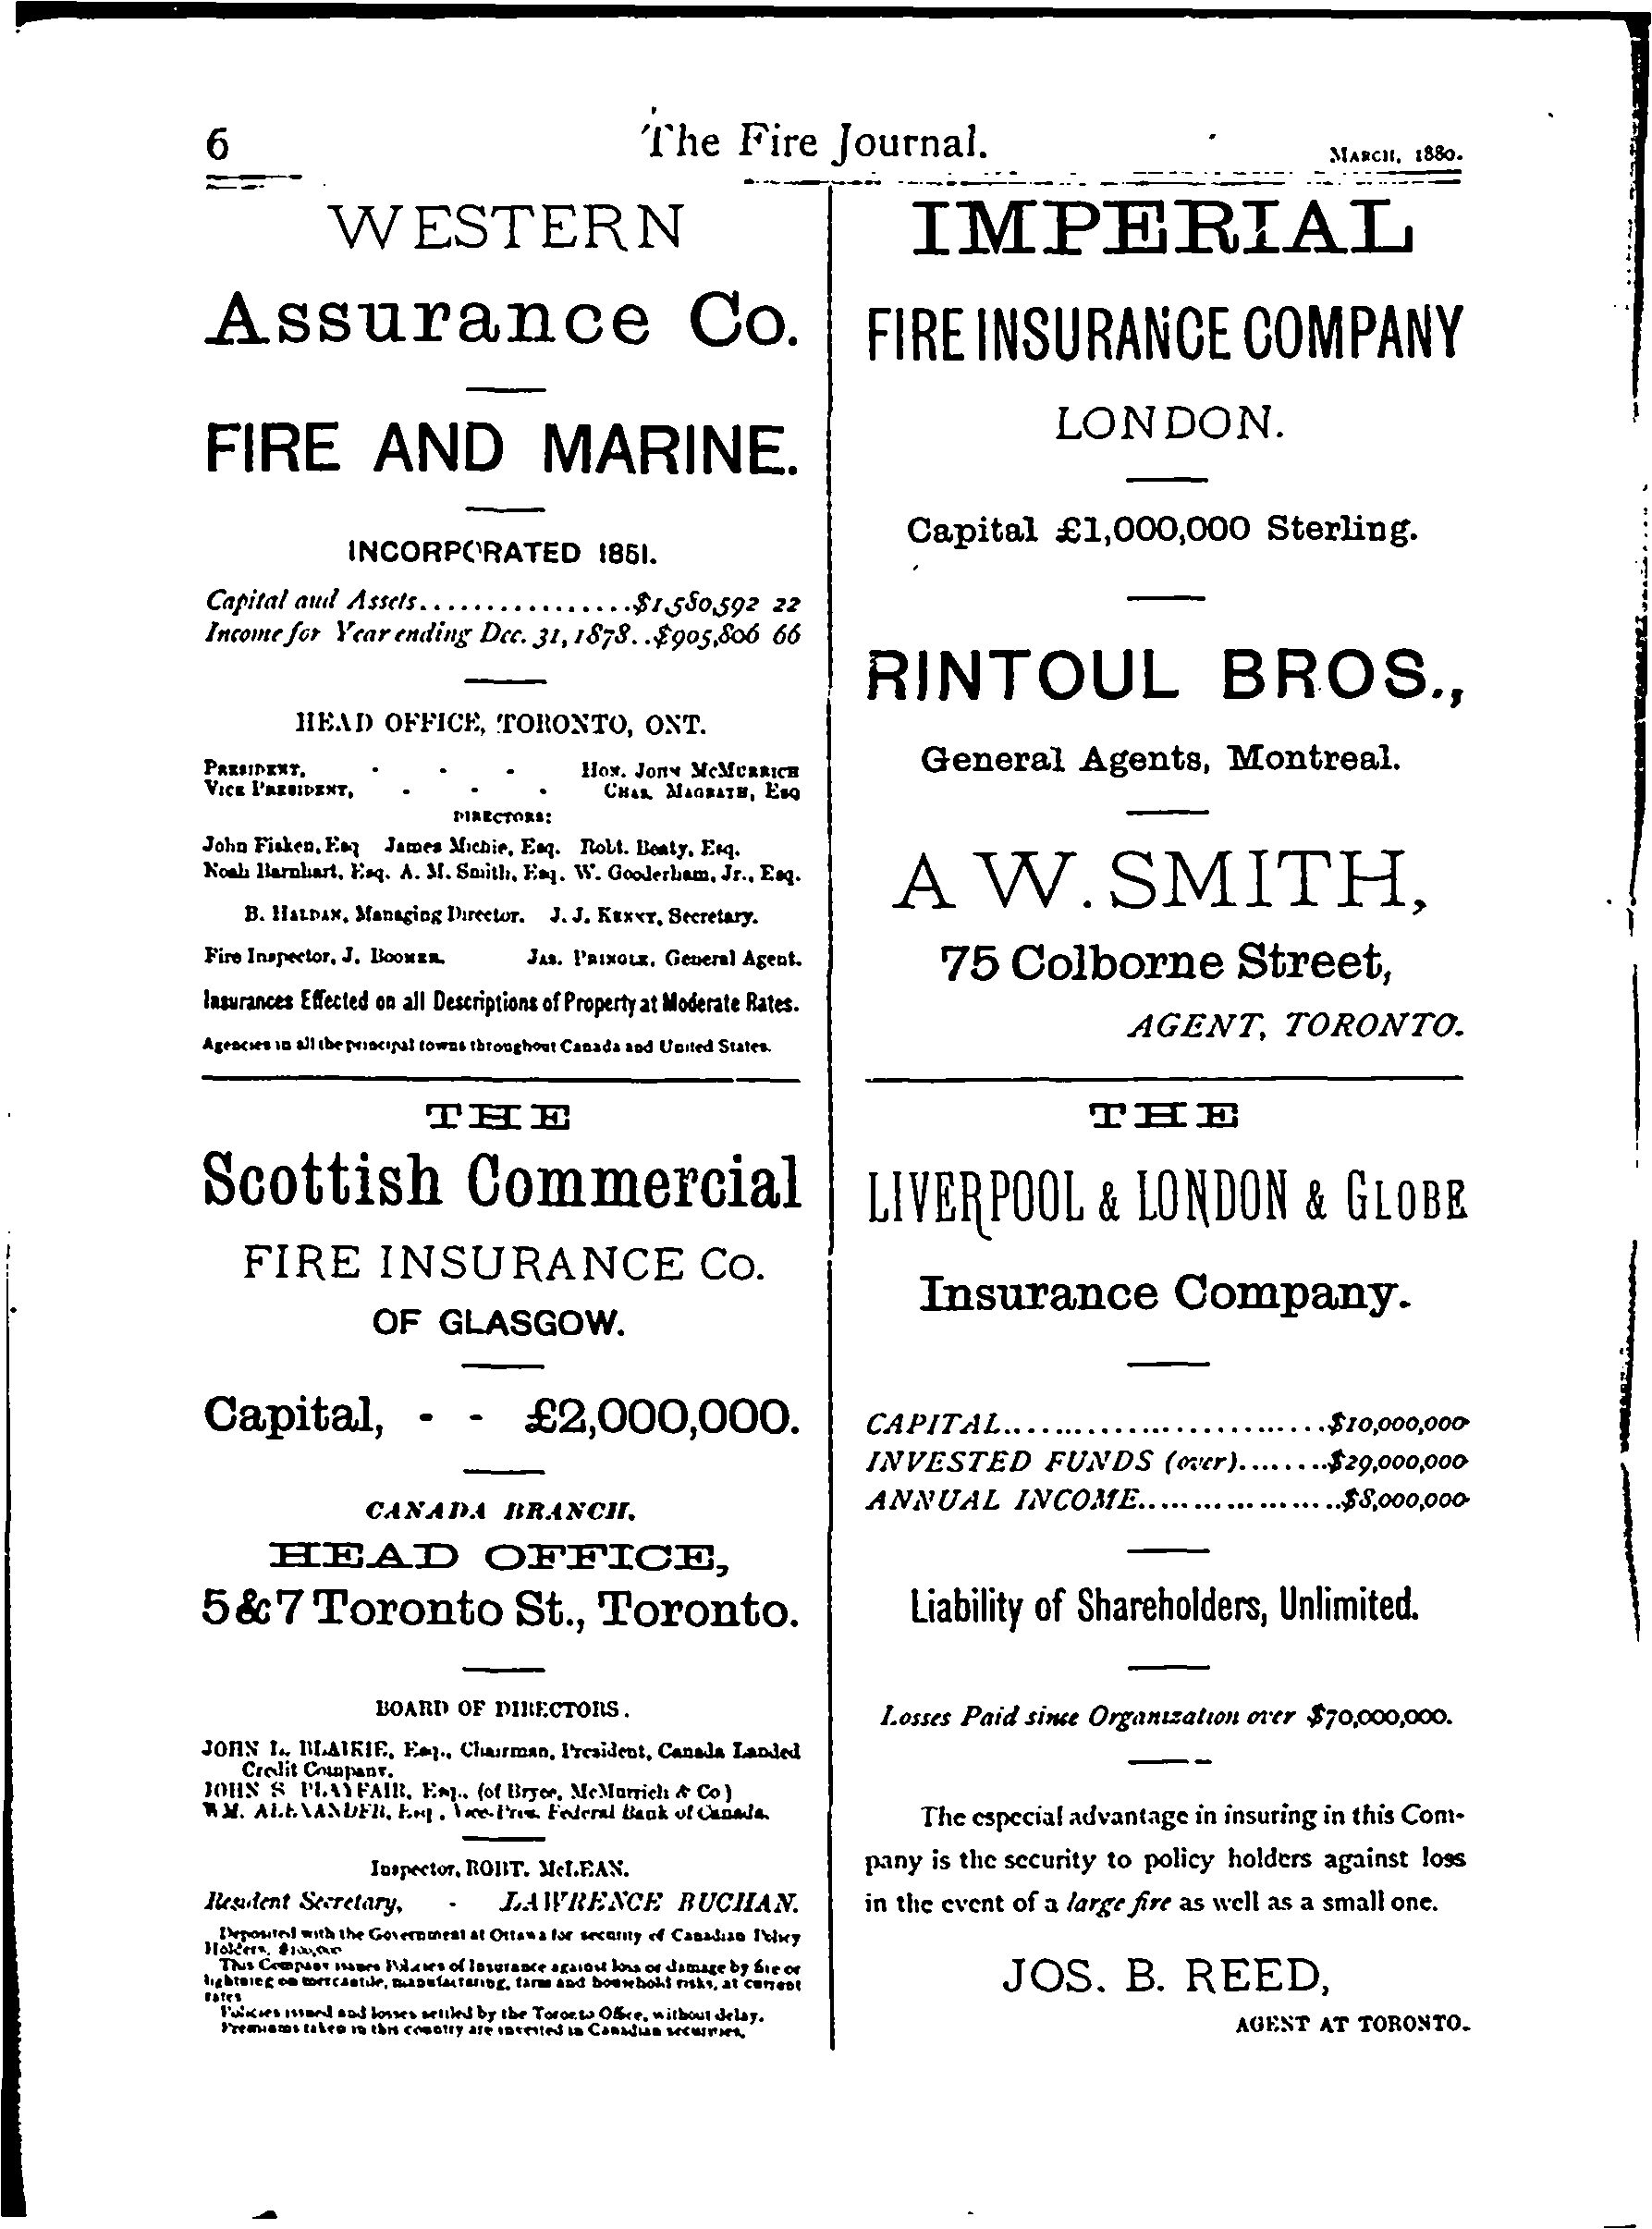 6
The Fire Journal.
MARCH, 1880.
WESTERN
Assurance Co.
FIRE AND MARINE.
INCORPORATED 1851.
Capital and Assets................$1,580,592 22
Income for Year ending Dec. 31, 1878..$905,806 66
HEAD OFFICE, TORONTO, ONT.
PRESIDENT, - - - HON. JOHN McMURRICH
VICE PRESIDENT, - - - CHAS. MAGRATH, ESQ
DIRECTORS:
John Fisken, Esq James Michie, Esq. Robt. Beaty, Esq.
Noah Barnhart, Esq. A. M. Smith, Esq. W. Gooderham, Jr., Esq.
B. HALDAN, Managing Director. J. J. KENNY, Secretary.
Fire Inspector, J. BOOMER. JAS. PRINGLE, General Agent.
Insurances Effected on all Descriptions of Property at Moderate Rates.
Agencies in all the principal towns throughout Canada and United States.
THE
Scottish Commercial
FIRE INSURANCE Co.
OF GLASGOW.
Capital, - - £2,000,000.
CANADA BRANCH.
HEAD OFFICE,
5 & 7 Toronto St., Toronto.
BOARD OF DIRECTORS.
JOHN L. BLAIKIE, Esq., Chairman, President, Canada Landed
Credit Company.
JOHN S PLAYFAIR, Esq., (of Bryce, McMurrich & Co)
WM. ALEXANDER, Esq., Vice-Pres. Federal Bank of Canada.
Inspector, ROBT. McLEAN.
Resident Secretary, - LAWRENCE BUCHAN.
Deposited with the Government at Ottawa for security of Canadian Policy
Holders, $100,000
This Company issues Policies of Insurance against loss or damage by fire or
lightning on mercantile, manufacturing, farm and household risks, at current
rates
Policies issued and losses settled by the Toronto Office, without delay.
Premiums taken in this country are invested in Canadian securities.
IMPERIAL
FIRE INSURANCE COMPANY
LONDON.
Capital £1,000,000 Sterling.
RINTOUL BROS.,
General Agents, Montreal.
A W. SMITH,
75 Colborne Street,
AGENT, TORONTO.
THE
LIVERPOOL & LONDON & GLOBE
Insurance Company.
CAPITAL............................$10,000,000
INVESTED FUNDS (over)........$29,000,000
ANNUAL INCOME...................$8,000,000
Liability of Shareholders, Unlimited.
Losses Paid since Organization over $70,000,000.
The especial advantage in insuring in this Com-
pany is the security to policy holders against loss
in the event of a large fire as well as a small one.
JOS. B. REED,
AGENT AT TORONTO.